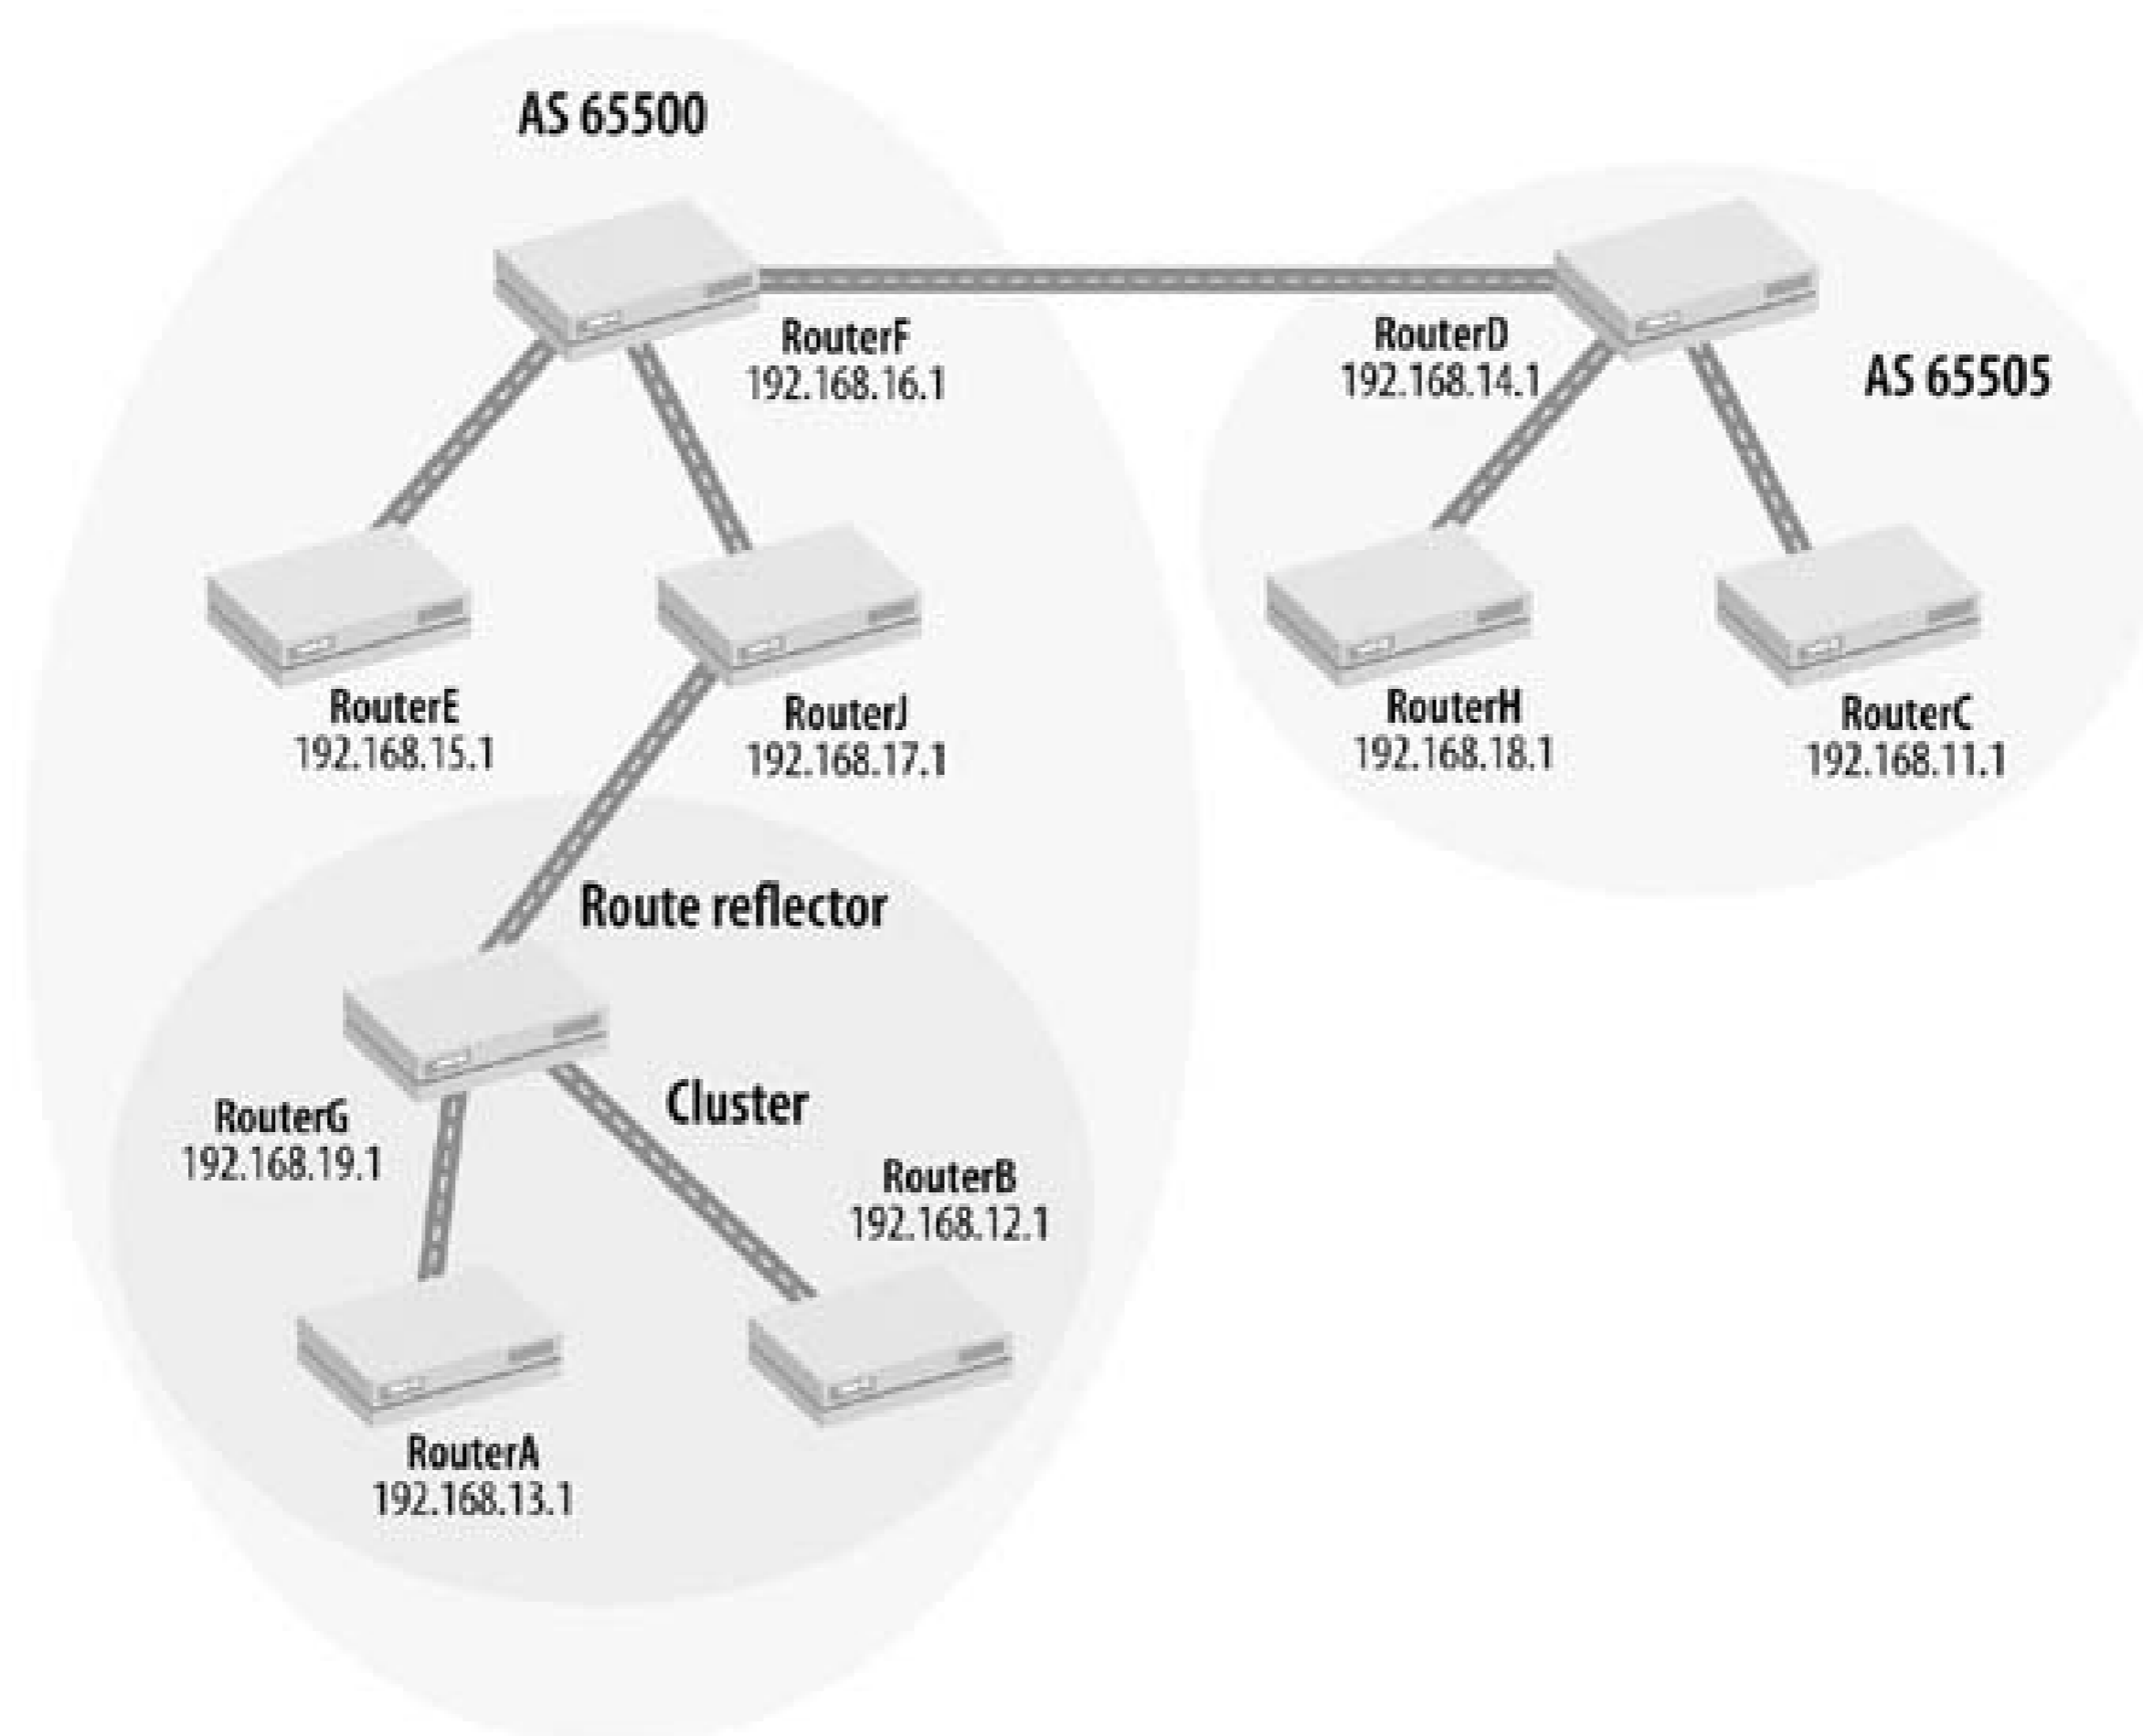 AS 65500
RouterF
192.168.16.1
RouterD
192.168.14.1
AS 65505
RouterE
192.168.15.1
RouterJ
192.168.17.1
RouterH
192.168.18.1
RouterC
192.168.11.1
Route reflector
RouterG
192.168.19.1
Cluster
RouterB
192.168.12.1
RouterA
192.168.13.1